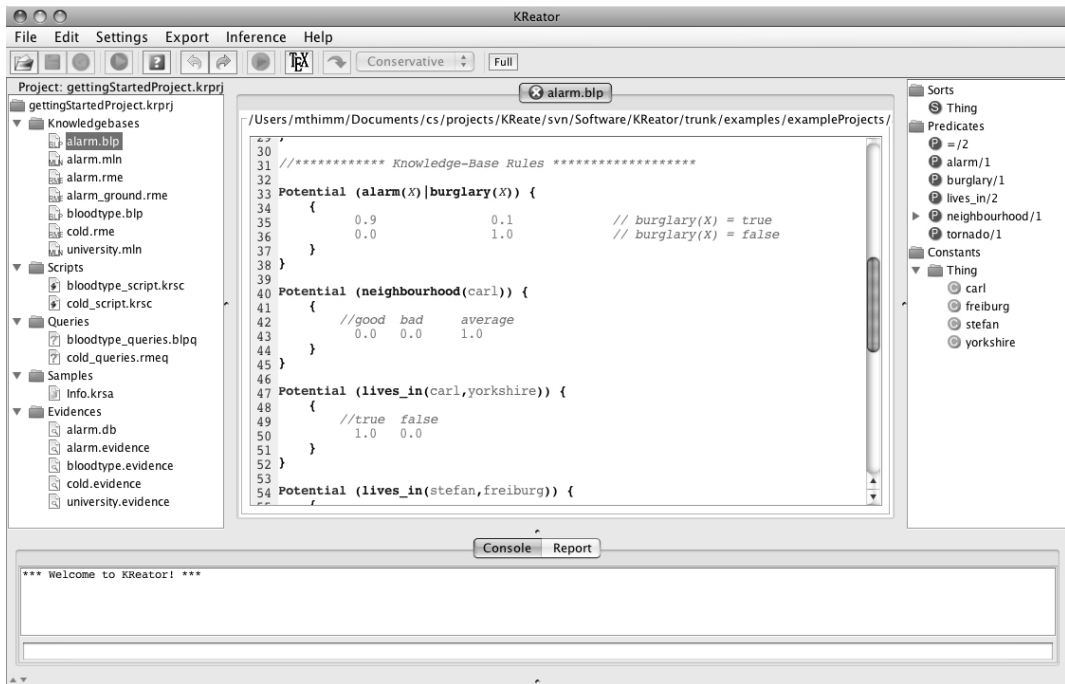 KReator
File Edit Settings Export Inference Help
TEX Conservative Full
Project: gettingStartedProject.krprj
gettingStartedProject.krprj
Knowledgebases
alarm.blp
alarm.mln
alarm.rme
alarm_ground.rme
bloodtype.blp
cold.rme
university.mln
Scripts
bloodtype_script.krsc
cold_script.krsc
Queries
bloodtype_queries.blpq
cold_queries.rmeq
Samples
Info.krsa
Evidences
alarm.db
alarm.evidence
bloodtype.evidence
cold.evidence
university.evidence
alarm.blp
/Users/mthimm/Documents/cs/projects/KReate/svn/Software/KReator/trunk/examples/exampleProjects/
29 }
30
31 //************ Knowledge-Base Rules *******************
32
33 Potential (alarm(X)|burglary(X)) {
34 {
35 0.9 0.1 // burglary(X) = true
36 0.0 1.0 // burglary(X) = false
37 }
38 }
39
40 Potential (neighbourhood(carl)) {
41 {
42 //good bad average
43 0.0 0.0 1.0
44 }
45 }
46
47 Potential (lives_in(carl,yorkshire)) {
48 {
49 //true false
50 1.0 0.0
51 }
52 }
53
54 Potential (lives_in(stefan,freiburg)) {
55 {
Sorts
S Thing
Predicates
P =/2
P alarm/1
P burglary/1
P lives_in/2
P neighbourhood/1
P tornado/1
Constants
Thing
C carl
C freiburg
C stefan
C yorkshire
Console Report
*** Welcome to KReator! ***